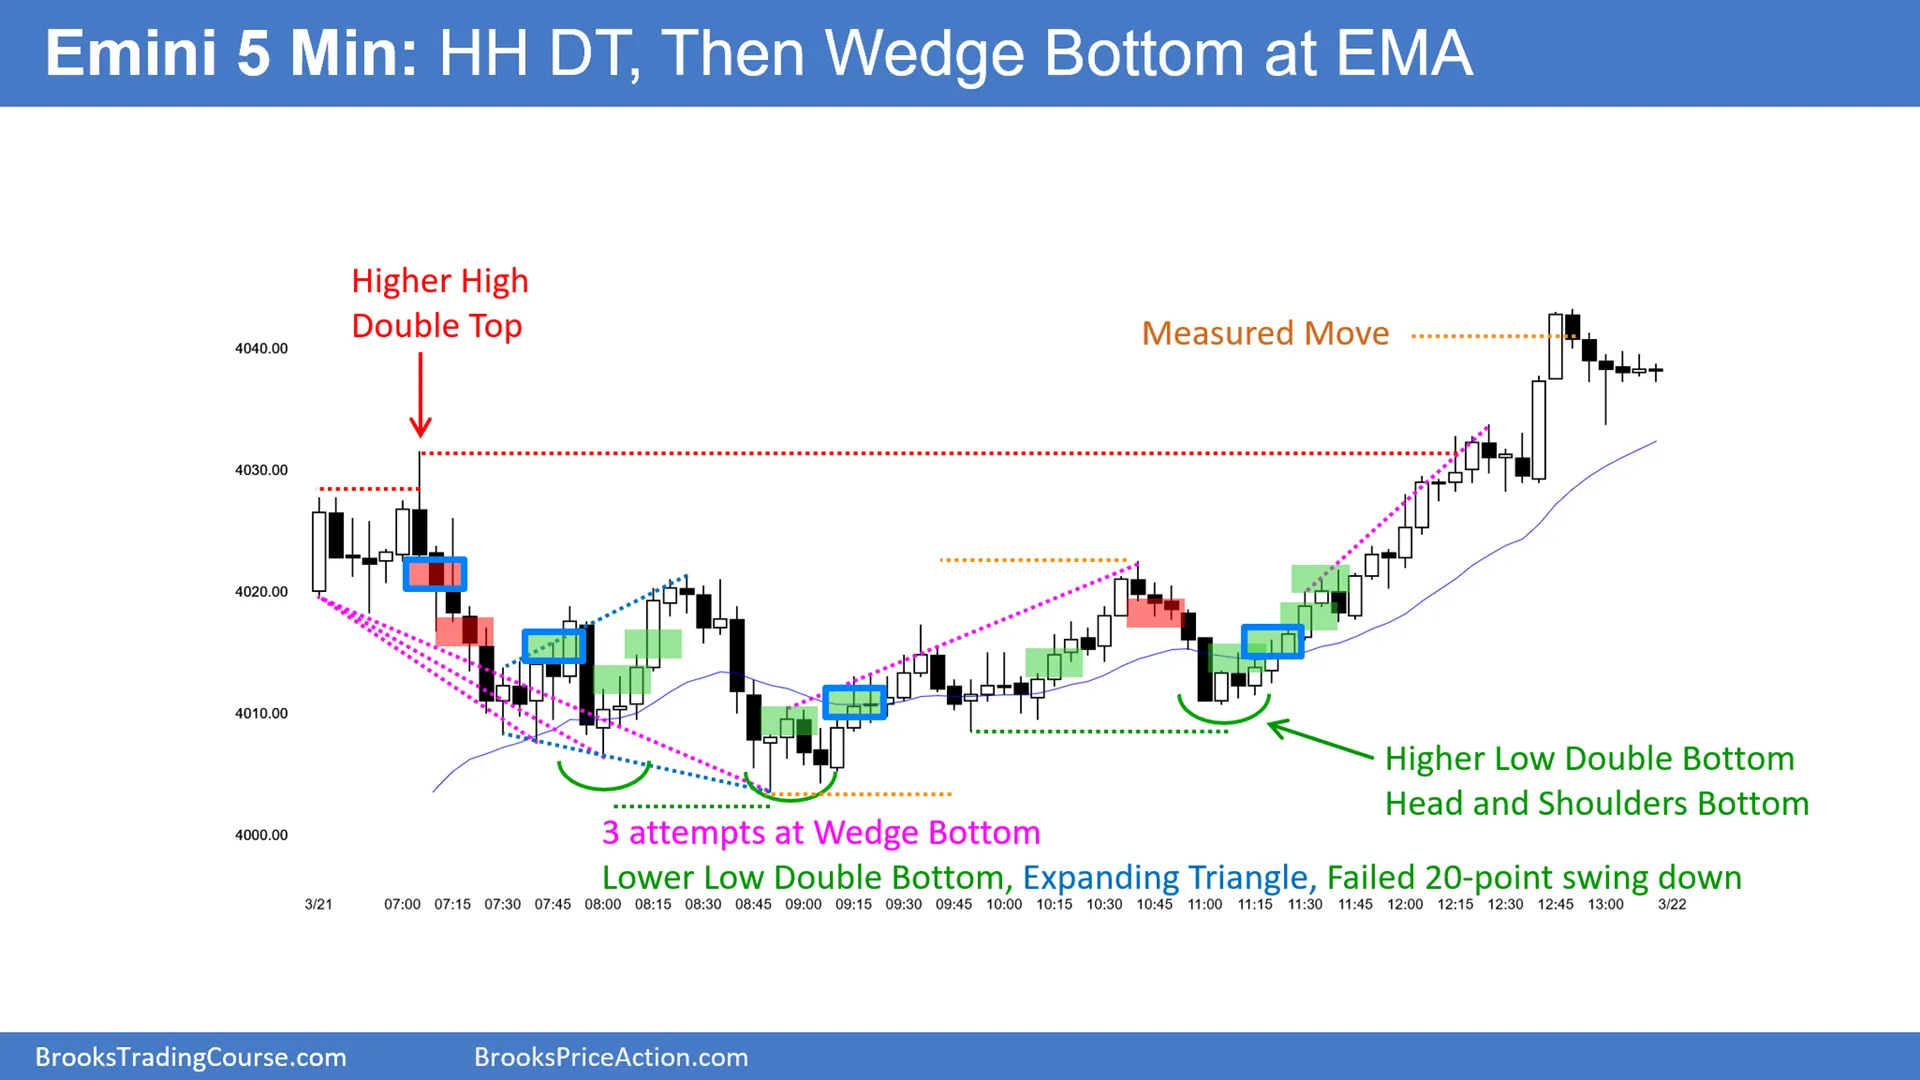 Emini 5 Min: HH DT, Then Wedge Bottom at EMA
Higher High
Double Top
Measured Move
4040.00
4030.00
4020.00
4010.00
4000.00
Higher Low Double Bottom
Head and Shoulders Bottom
3 attempts at Wedge Bottom
Lower Low Double Bottom, Expanding Triangle, Failed 20-point swing down
3/21 07:00 07:15 07:30 07:45 08:00 08:15 08:30 08:45 09:00 09:15 09:30 09:45 10:00 10:15 10:30 10:45 11:00 11:15 11:30 11:45 12:00 12:15 12:30 12:45 13:00 3/22
BrooksTradingCourse.com BrooksPriceAction.com